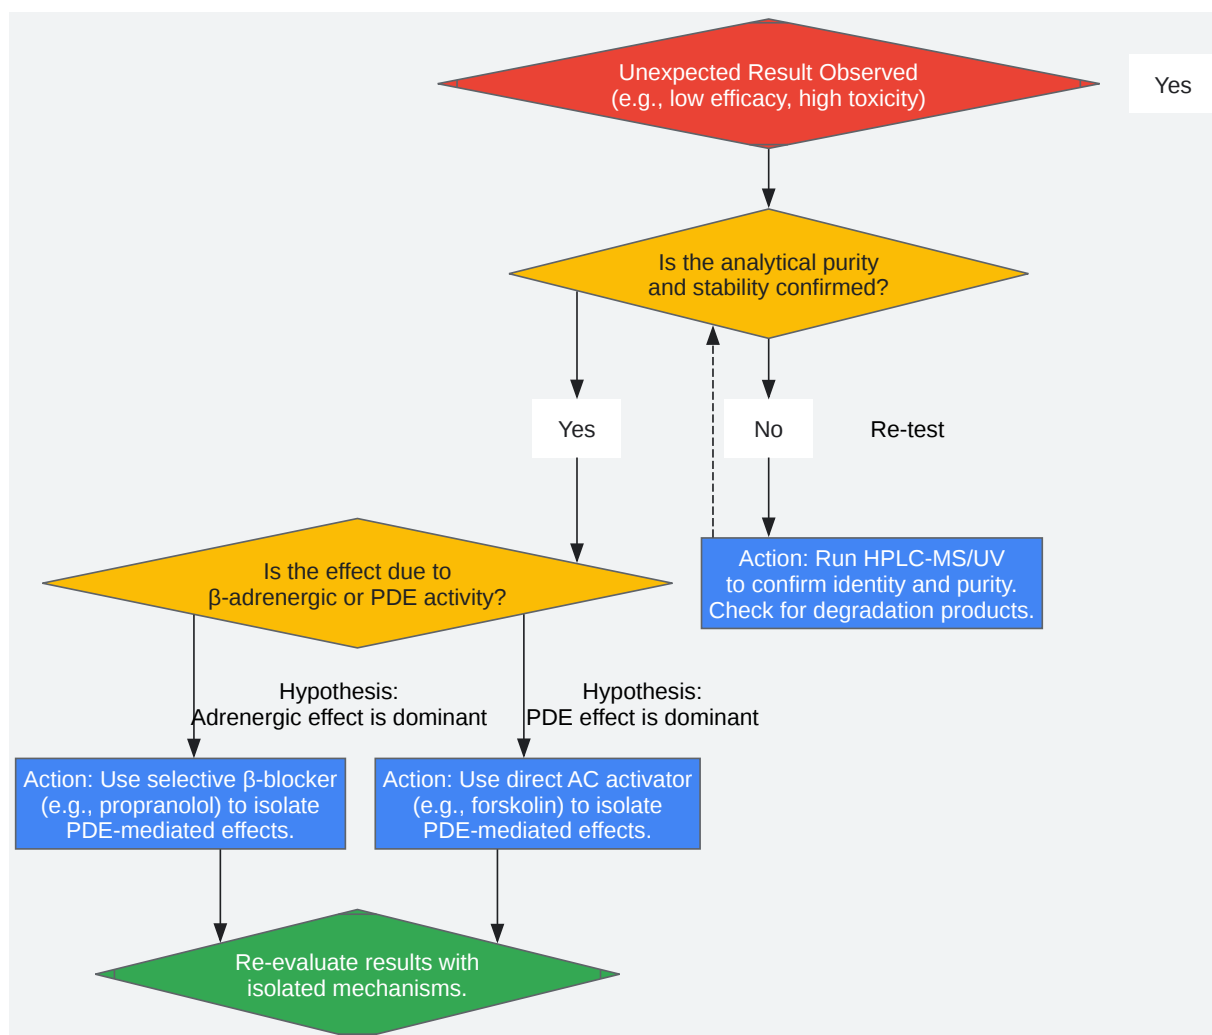 Unexpected Result Observed
(e.g., low efficacy, high toxicity)
Yes
Is the analytical purity
and stability confirmed?
Yes
No
Re-test
Is the effect due to
β-adrenergic or PDE activity?
Action: Run HPLC-MS/UV
to confirm identity and purity.
Check for degradation products.
Hypothesis:
Adrenergic effect is dominant
Hypothesis:
PDE effect is dominant
Action: Use selective β-blocker
(e.g., propranolol) to isolate
PDE-mediated effects.
Action: Use direct AC activator
(e.g., forskolin) to isolate
PDE-mediated effects.
Re-evaluate results with
isolated mechanisms.